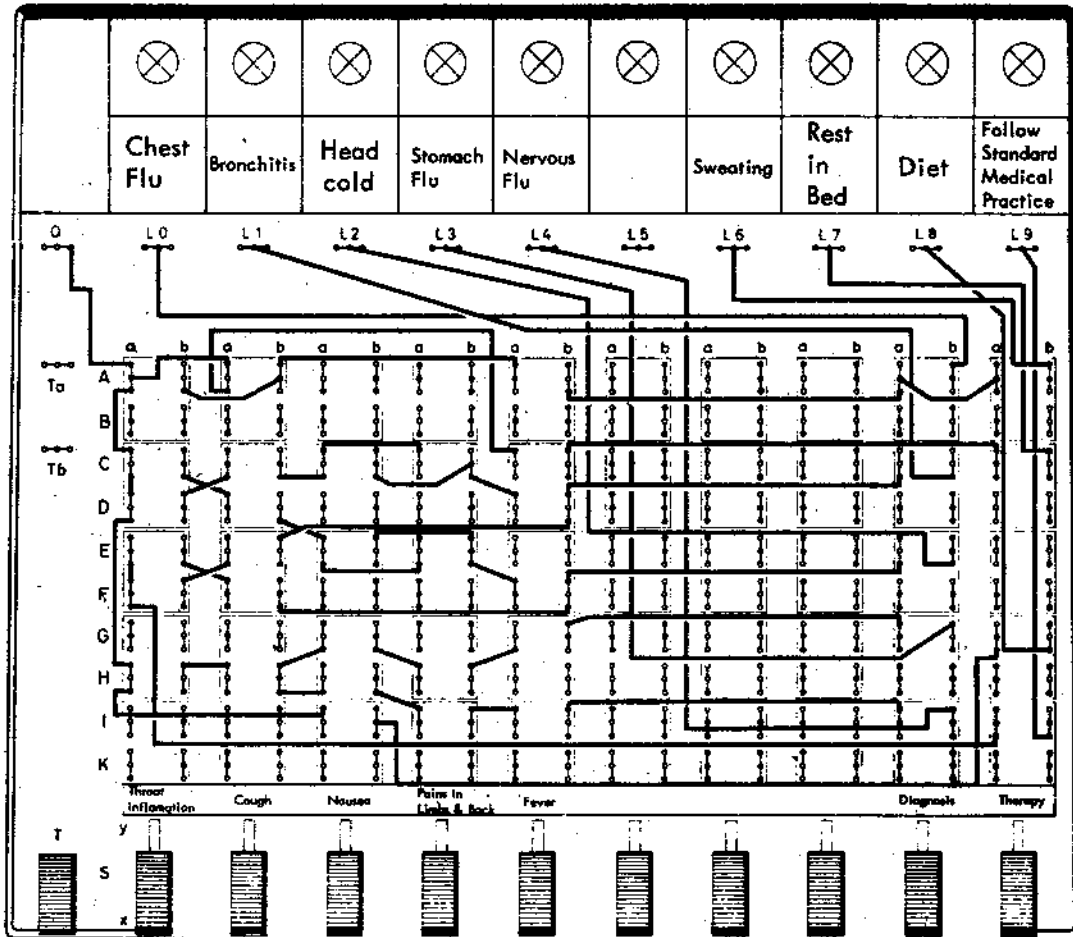 Chest
Flu
Bronchitis
Head
cold
Stomach
Flu
Nervous
Flu
Sweating
Rest
in
Bed
Diet
Follow
Standard
Medical
Practice
Q L0 L1 L2 L3 L4 L5 L6 L7 L8 L9
a b a b a b a b a b a b a b a b a b a b
Ta A
B
Tb C
D
E
F
G
H
I
K
Throat
inflamation
Cough
Nausea
Pains in
Limbs & Back
Fever
Diagnosis
Therapy
T y
S
x